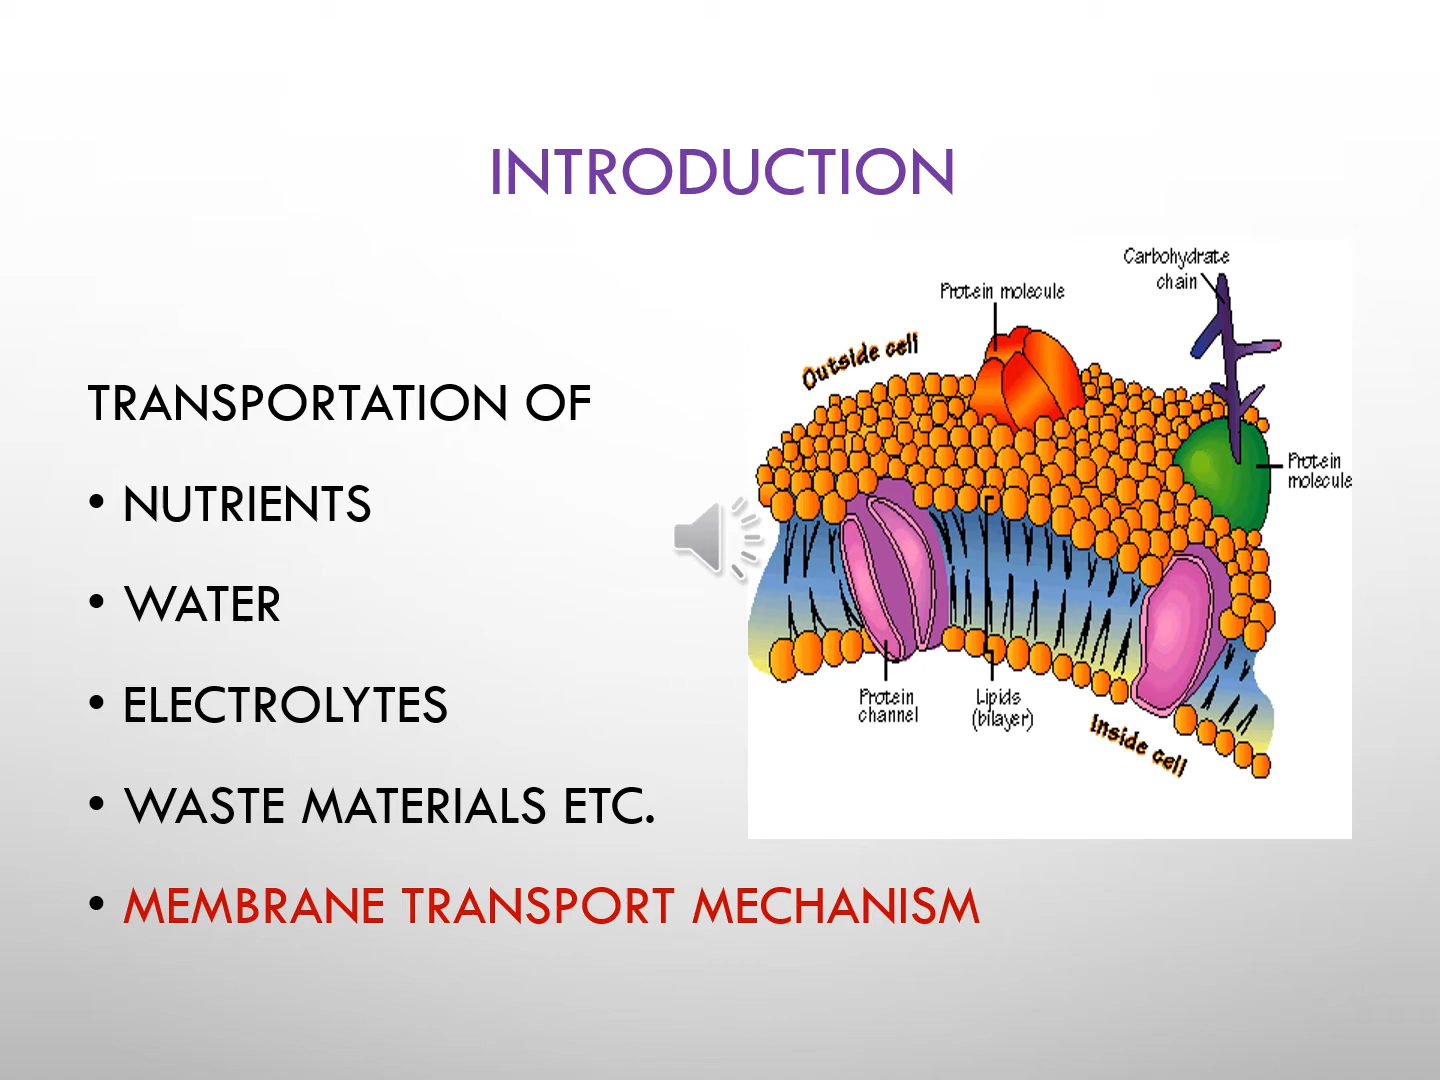 INTRODUCTION
TRANSPORTATION OF
• NUTRIENTS
• WATER
• ELECTROLYTES
• WASTE MATERIALS ETC.
• MEMBRANE TRANSPORT MECHANISM
Carbohydrate
chain
Protein molecule
Outside cell
Protein
molecule
Protein
channel
Lipids
(bilayer)
Inside cell